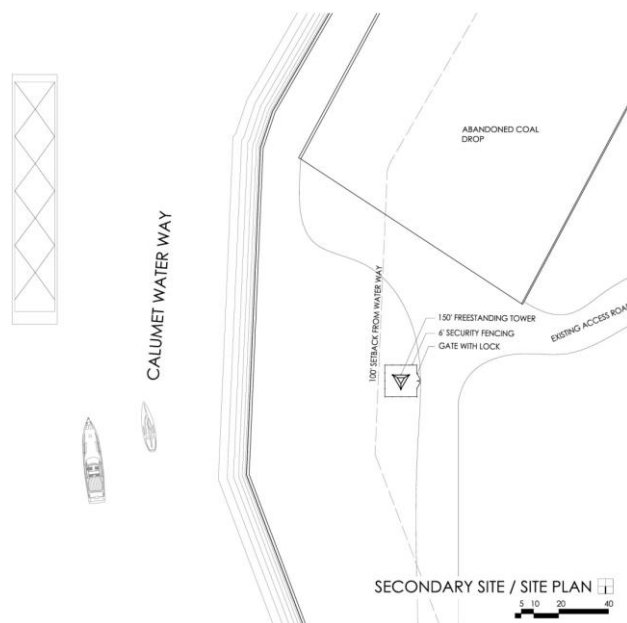 ABANDONED COAL
DROP
CALUMET WATER WAY
100' SETBACK FROM WATER WAY
150' FREESTANDING TOWER
6' SECURITY FENCING
GATE WITH LOCK
EXISTING ACCESS ROAD
SECONDARY SITE / SITE PLAN
5 10 20 40